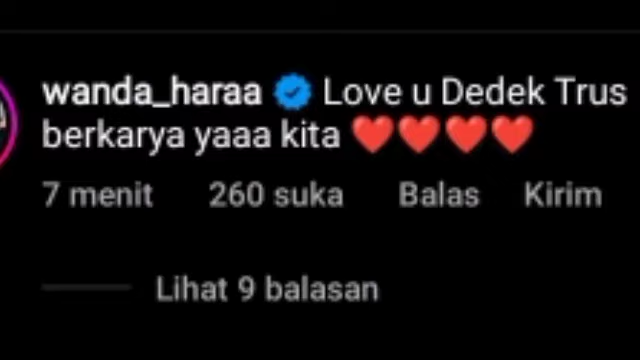 wanda_haraa Love u Dedek Trus
berkarya yaaa kita ❤️❤️❤️❤️
7 menit 260 suka Balas Kirim
Lihat 9 balasan